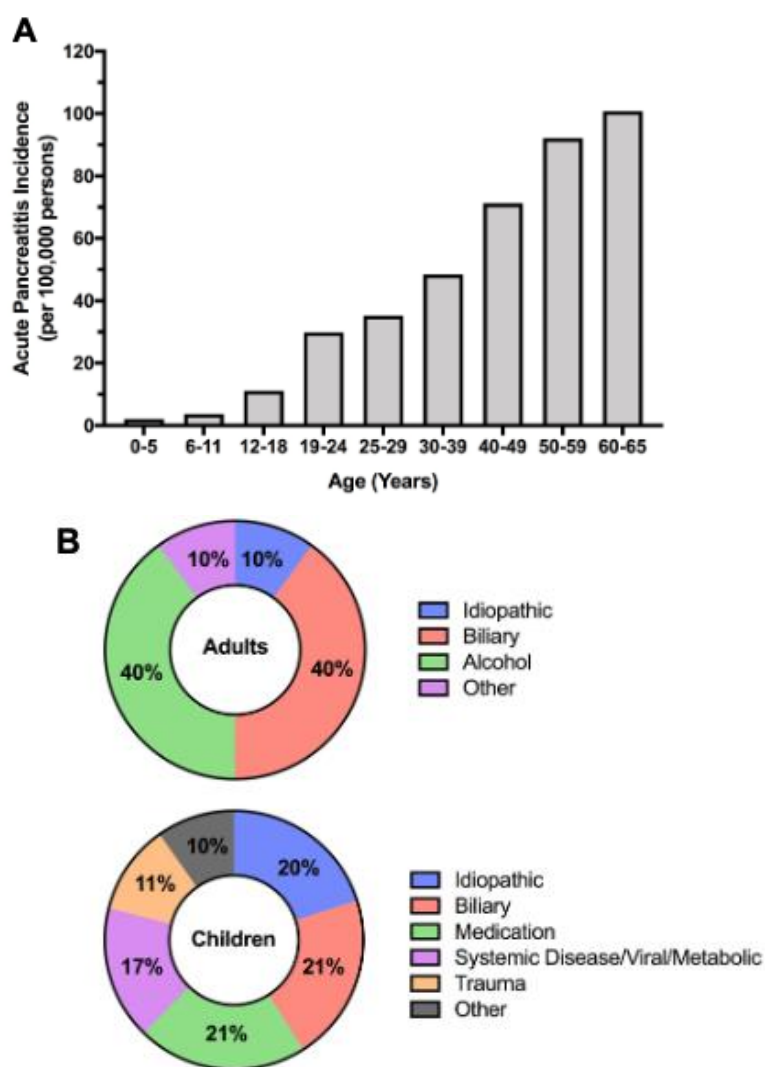 A
Acute Pancreatitis Incidence
(per 100,000 persons)
120
100
80
60
40
20
0
0-5 6-11 12-18 19-24 25-29 30-39 40-49 50-59 60-65
Age (Years)
B
10% 10%
Adults
40% 40%
Idiopathic
Biliary
Alcohol
Other
10% 20%
11%
Children
17% 21%
21%
Idiopathic
Biliary
Medication
Systemic Disease/Viral/Metabolic
Trauma
Other